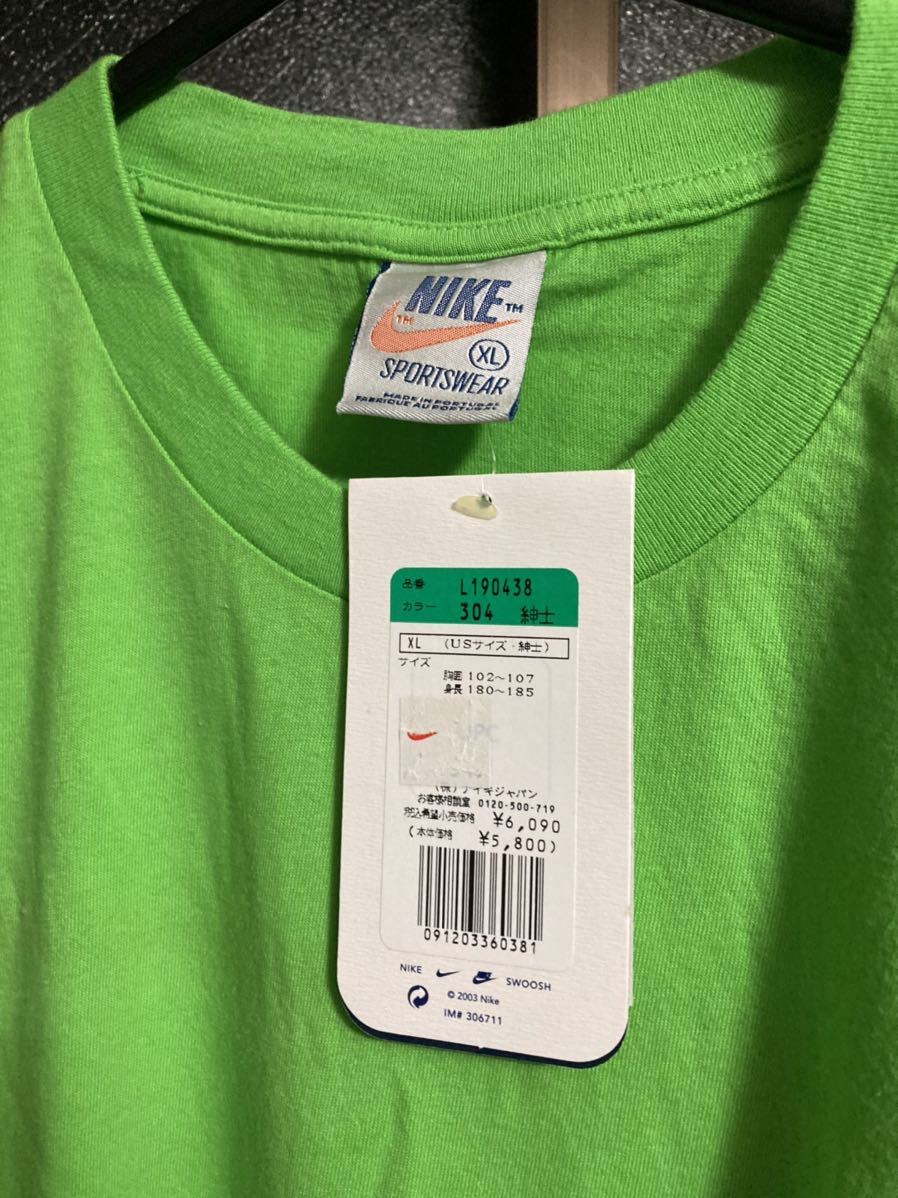 NIKE™
™
XL
SPORTSWEAR
MADE IN PORTUGAL
FABRIQUE AU PORTUGAL
品番 L190438
カラー 304 紳士
XL (USサイズ・紳士)
サイズ
胸囲 102〜107
身長 180〜185
PC
(株)ナイキジャパン
お客様相談室 0120-500-719
税込希望小売価格 ¥6,090
(本体価格 ¥5,800)
091203360381
NIKE SWOOSH
© 2003 Nike
IM# 306711